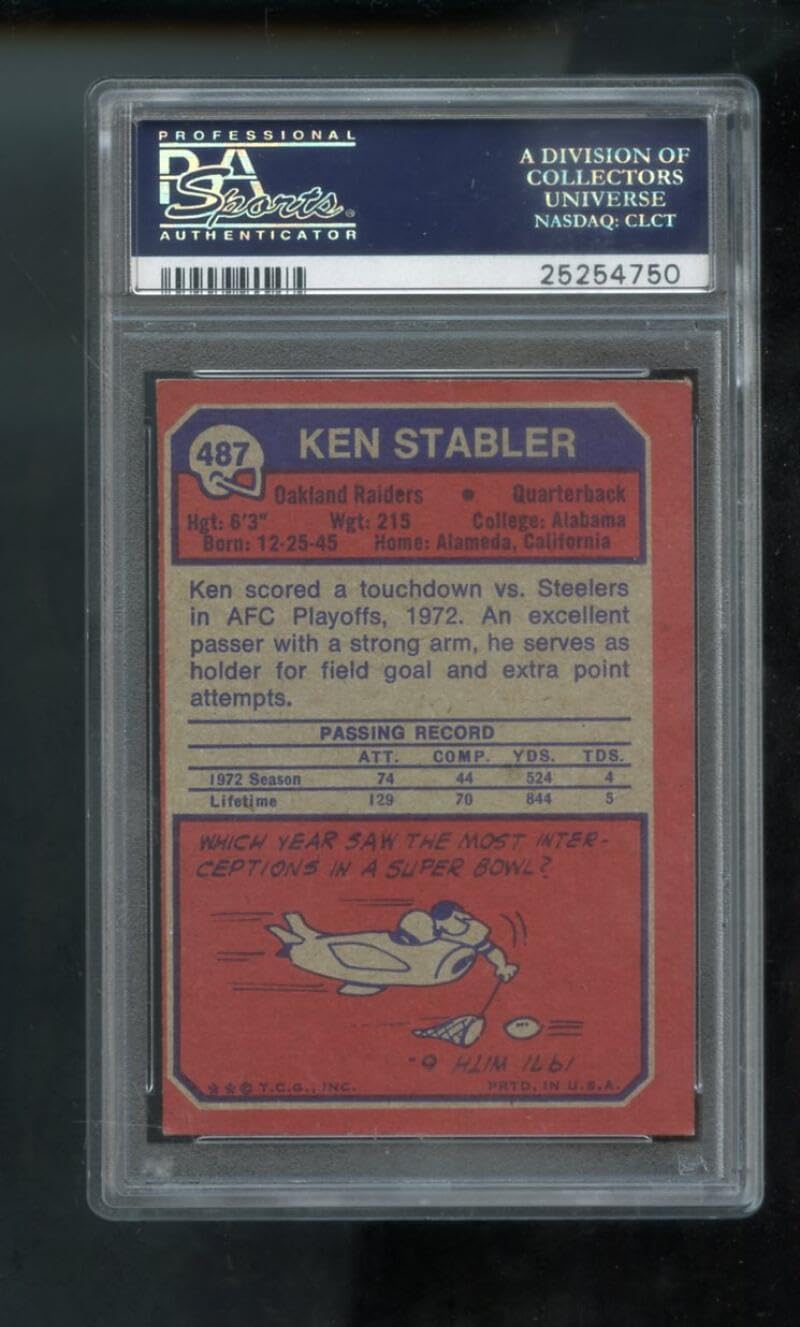 PROFESSIONAL
PSA
Sports®
AUTHENTICATOR
A DIVISION OF
COLLECTORS
UNIVERSE
NASDAQ: CLCT
25254750
487 KEN STABLER
Oakland Raiders • Quarterback
Hgt: 6'3" Wgt: 215 College: Alabama
Born: 12-25-45 Home: Alameda, California
Ken scored a touchdown vs. Steelers
in AFC Playoffs, 1972. An excellent
passer with a strong arm, he serves as
holder for field goal and extra point
attempts.
PASSING RECORD
ATT. COMP. YDS. TDS.
1972 Season 74 44 524 4
Lifetime 129 70 844 5
WHICH YEAR SAW THE MOST INTER-
CEPTIONS IN A SUPER BOWL?
1971 WITH 6.
★★© T.C.G., INC. PRTD. IN U.S.A.